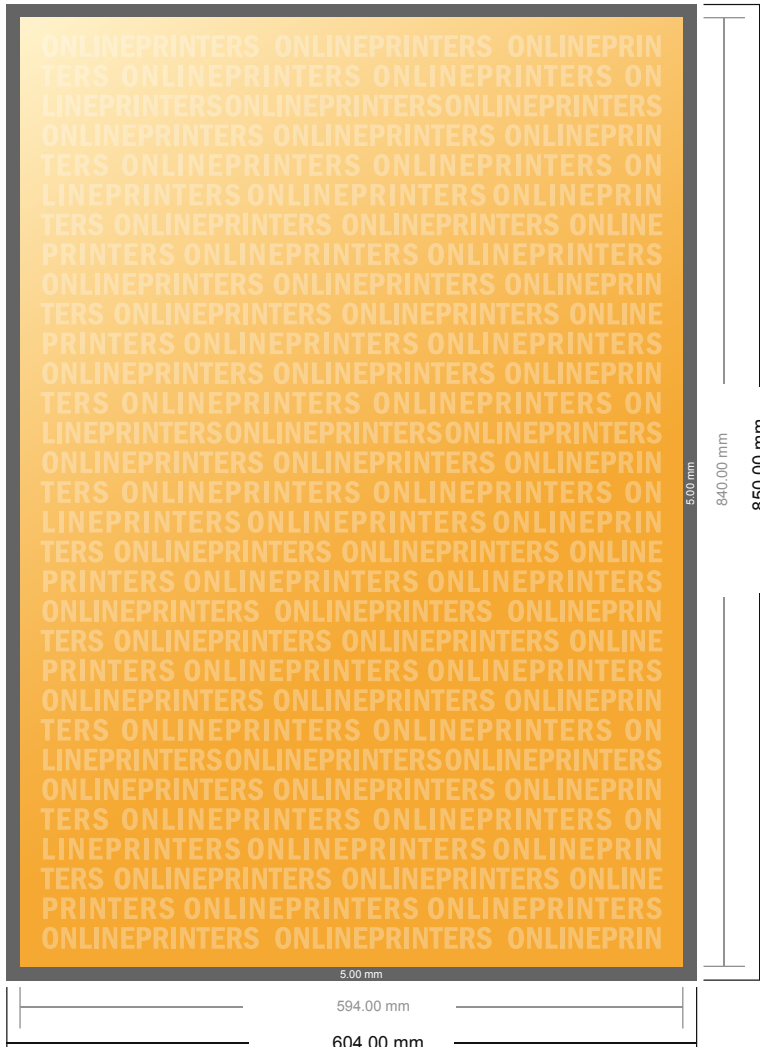 ONLINEPRINTERS ONLINEPRINTERS ONLINEPRIN
TERS ONLINEPRINTERS ONLINEPRINTERS ON
LINEPRINTERSONLINEPRINTERSONLINEPRINTERS
ONLINEPRINTERS ONLINEPRINTERS ONLINEPRIN
TERS ONLINEPRINTERS ONLINEPRINTERS ON
LINEPRINTERS ONLINEPRINTERS ONLINEPRIN
TERS ONLINEPRINTERS ONLINEPRINTERS ONLINE
PRINTERS ONLINEPRINTERS ONLINEPRINTERS
ONLINEPRINTERS ONLINEPRINTERS ONLINEPRIN
TERS ONLINEPRINTERS ONLINEPRINTERS ONLINE
PRINTERS ONLINEPRINTERS ONLINEPRINTERS
ONLINEPRINTERS ONLINEPRINTERS ONLINEPRIN
TERS ONLINEPRINTERS ONLINEPRINTERS ON
LINEPRINTERSONLINEPRINTERSONLINEPRINTERS
ONLINEPRINTERS ONLINEPRINTERS ONLINEPRIN
TERS ONLINEPRINTERS ONLINEPRINTERS ON
LINEPRINTERS ONLINEPRINTERS ONLINEPRIN
TERS ONLINEPRINTERS ONLINEPRINTERS ONLINE
PRINTERS ONLINEPRINTERS ONLINEPRINTERS
ONLINEPRINTERS ONLINEPRINTERS ONLINEPRIN
TERS ONLINEPRINTERS ONLINEPRINTERS ONLINE
PRINTERS ONLINEPRINTERS ONLINEPRINTERS
ONLINEPRINTERS ONLINEPRINTERS ONLINEPRIN
TERS ONLINEPRINTERS ONLINEPRINTERS ON
LINEPRINTERSONLINEPRINTERSONLINEPRINTERS
ONLINEPRINTERS ONLINEPRINTERS ONLINEPRIN
TERS ONLINEPRINTERS ONLINEPRINTERS ON
LINEPRINTERS ONLINEPRINTERS ONLINEPRIN
TERS ONLINEPRINTERS ONLINEPRINTERS ONLINE
PRINTERS ONLINEPRINTERS ONLINEPRINTERS
ONLINEPRINTERS ONLINEPRINTERS ONLINEPRIN
5.00 mm
840.00 mm
850.00 mm
5.00 mm
594.00 mm
604.00 mm